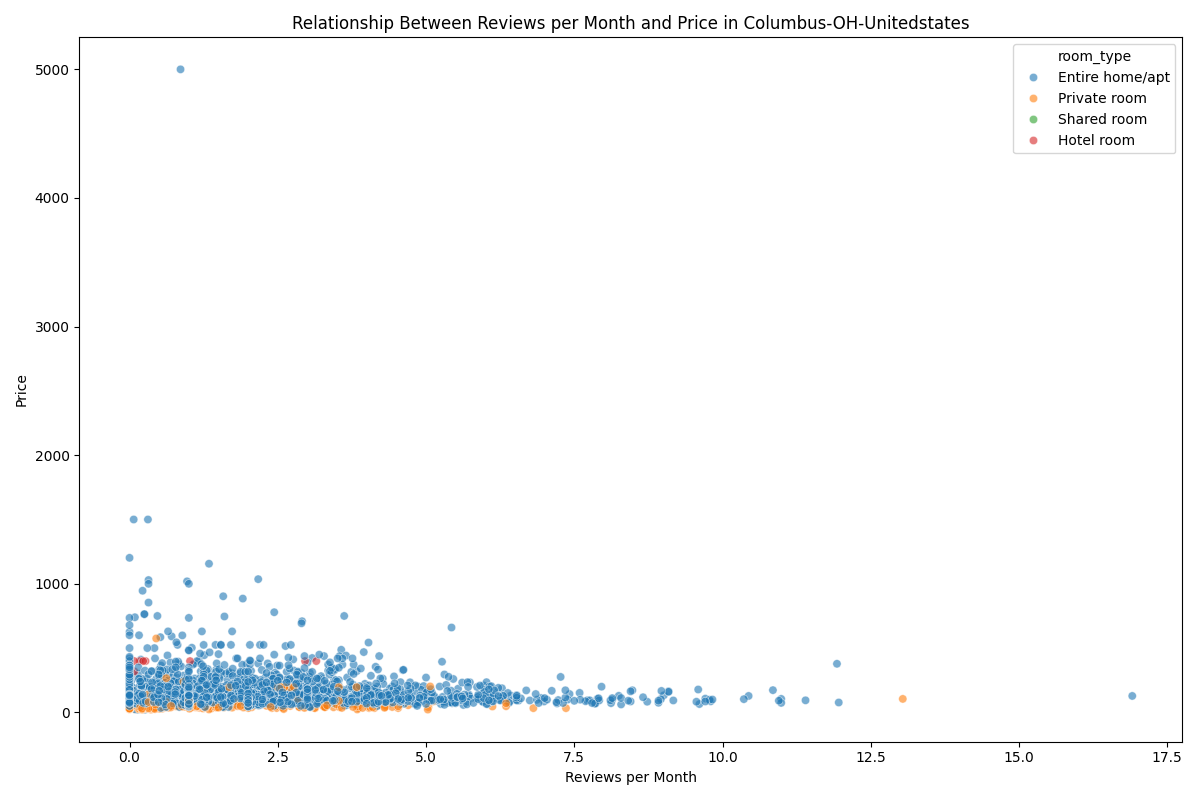 Relationship Between Reviews per Month and Price in Columbus-OH-Unitedstates
room_type
Entire home/apt
Private room
Shared room
Hotel room
5000
4000
3000
2000
1000
0
Price
0.0 2.5 5.0 7.5 10.0 12.5 15.0 17.5
Reviews per Month